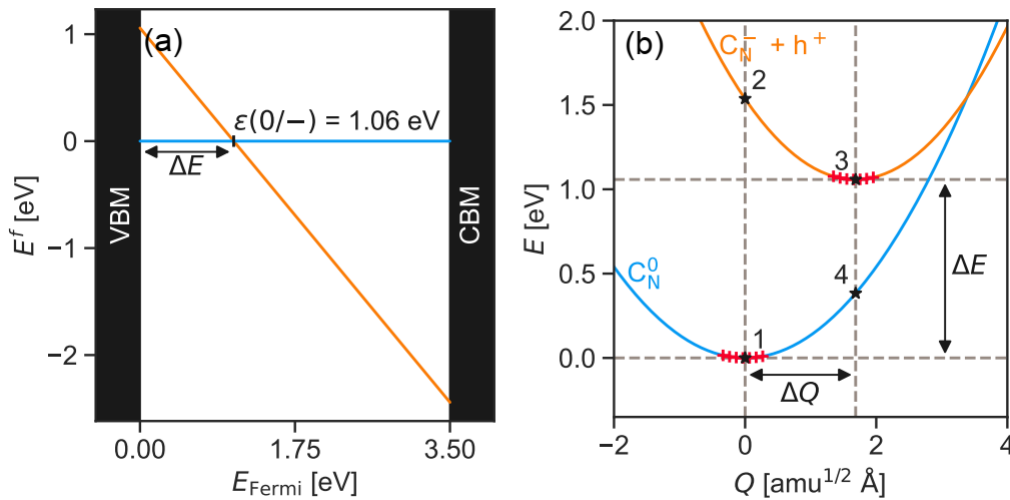 (a)
1
0
−1
−2
E^f [eV]
VBM
CBM
ε(0/−) = 1.06 eV
ΔE
0.00
1.75
3.50
E_Fermi [eV]
(b)
2.0
1.5
1.0
0.5
0.0
E [eV]
C_N^− + h^+
2
3
C_N^0
4
1
ΔE
ΔQ
−2
0
2
4
Q [amu^1/2 Å]